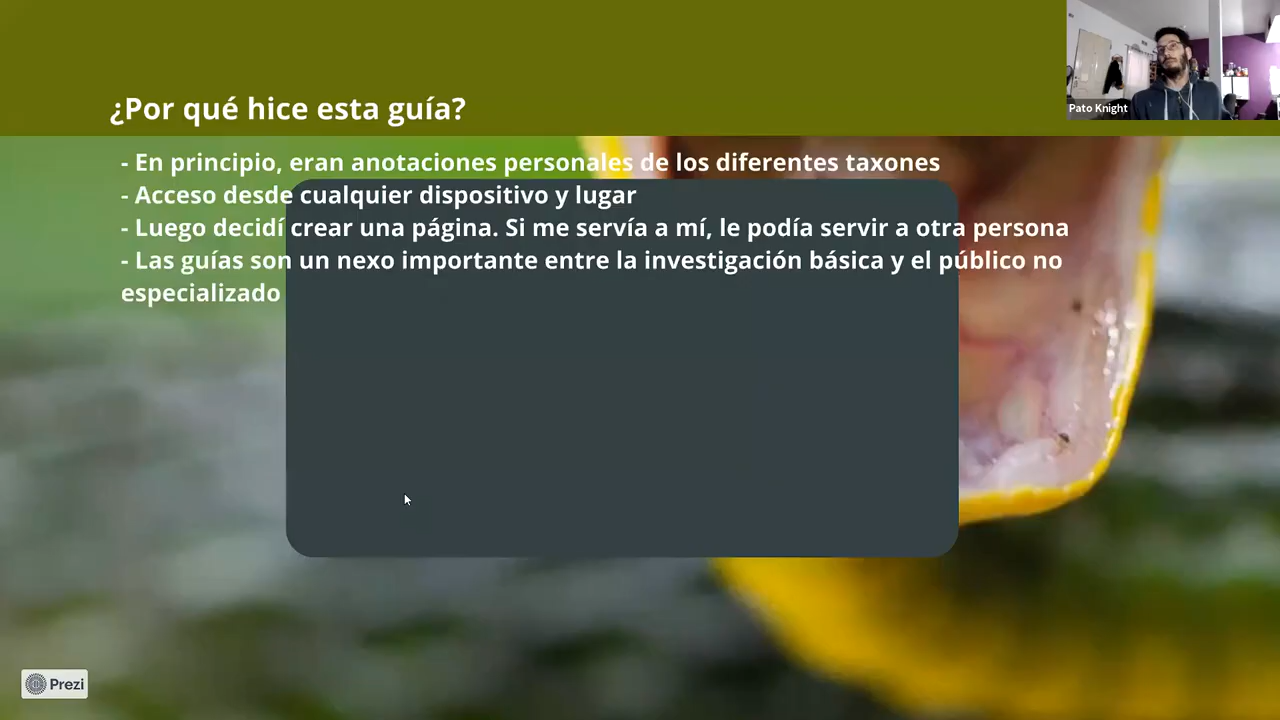 Pato Knight
¿Por qué hice esta guía?
- En principio, eran anotaciones personales de los diferentes taxones
- Acceso desde cualquier dispositivo y lugar
- Luego decidí crear una página. Si me servía a mí, le podía servir a otra persona
- Las guías son un nexo importante entre la investigación básica y el público no
especializado
Prezi